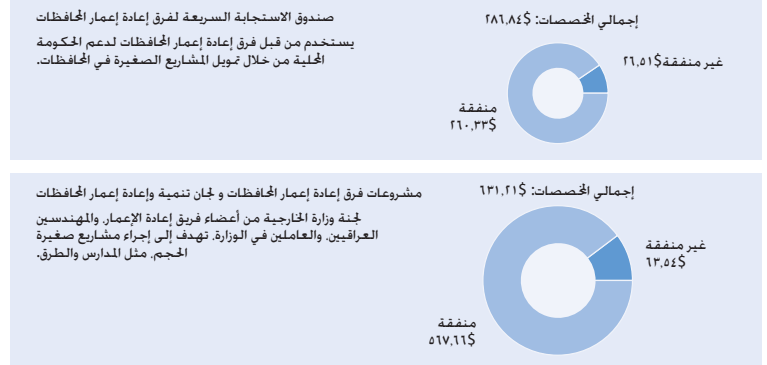 صندوق الاستجابة السريعة لفرق إعادة إعمار المحافظات
يستخدم من قبل فرق إعادة إعمار المحافظات لدعم الحكومة
المحلية من خلال تمويل المشاريع الصغيرة في المحافظات.
إجمالي المخصصات: $٢٨٦,٨٤
غير منفقة$٢٦,٥١
منفقة
$٢٦٠,٣٣
مشروعات فرق إعادة إعمار المحافظات و لجان تنمية وإعادة إعمار المحافظات
لجنة وزارة الخارجية من أعضاء فريق إعادة الإعمار, والمهندسين
العراقيين, والعاملين في الوزارة, تهدف إلى إجراء مشاريع صغيرة
الحجم, مثل المدارس والطرق.
إجمالي المخصصات: $٦٣١,٢١
غير منفقة
$٦٣,٥٤
منفقة
$٥٦٧,٦٦